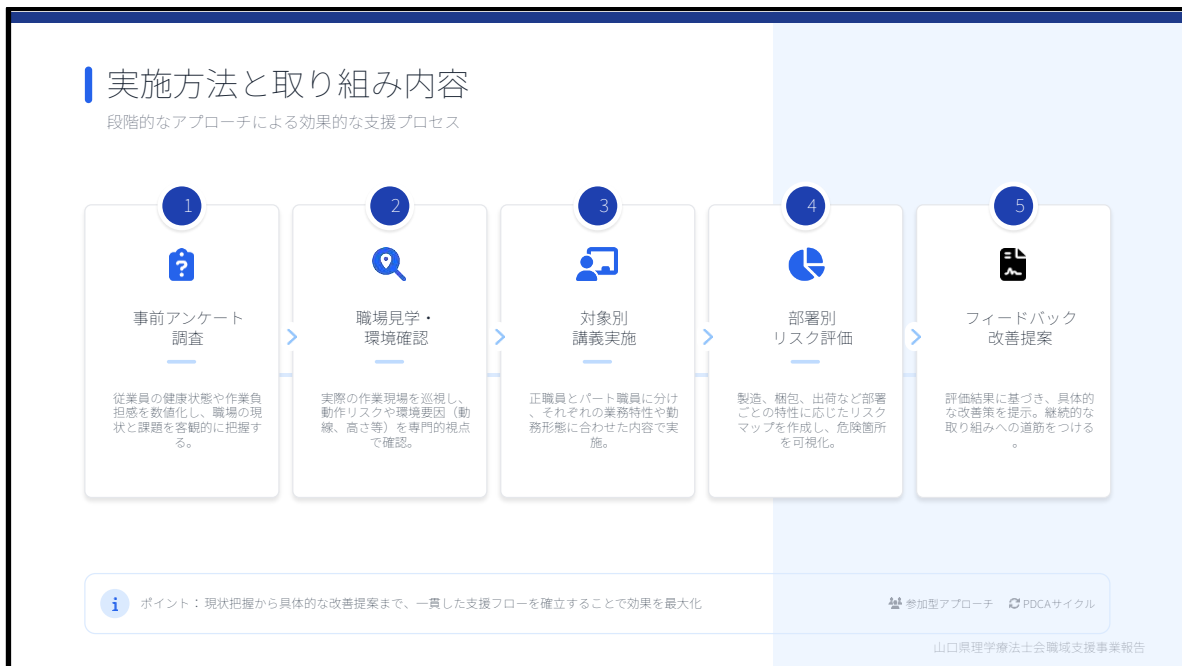 実施方法と取り組み内容
段階的なアプローチによる効果的な支援プロセス
1
事前アンケート
調査
従業員の健康状態や作業負
担感を数値化し、職場の現
状と課題を客観的に把握す
る。
2
職場見学・
環境確認
実際の作業現場を巡視し、
動作リスクや環境要因（動
線、高さ等）を専門的視点
で確認。
3
対象別
講義実施
正職員とパート職員に分け
、それぞれの業務特性や勤
務形態に合わせた内容で実
施。
4
部署別
リスク評価
製造、梱包、出荷など部署
ごとの特性に応じたリスク
マップを作成し、危険箇所
を可視化。
5
フィードバック
改善提案
評価結果に基づき、具体的
な改善策を提示。継続的な
取り組みへの道筋をつける
。
ポイント： 現状把握から具体的な改善提案まで、一貫した支援フローを確立することで効果を最大化
参加型アプローチ PDCAサイクル
山口県理学療法士会職域支援事業報告